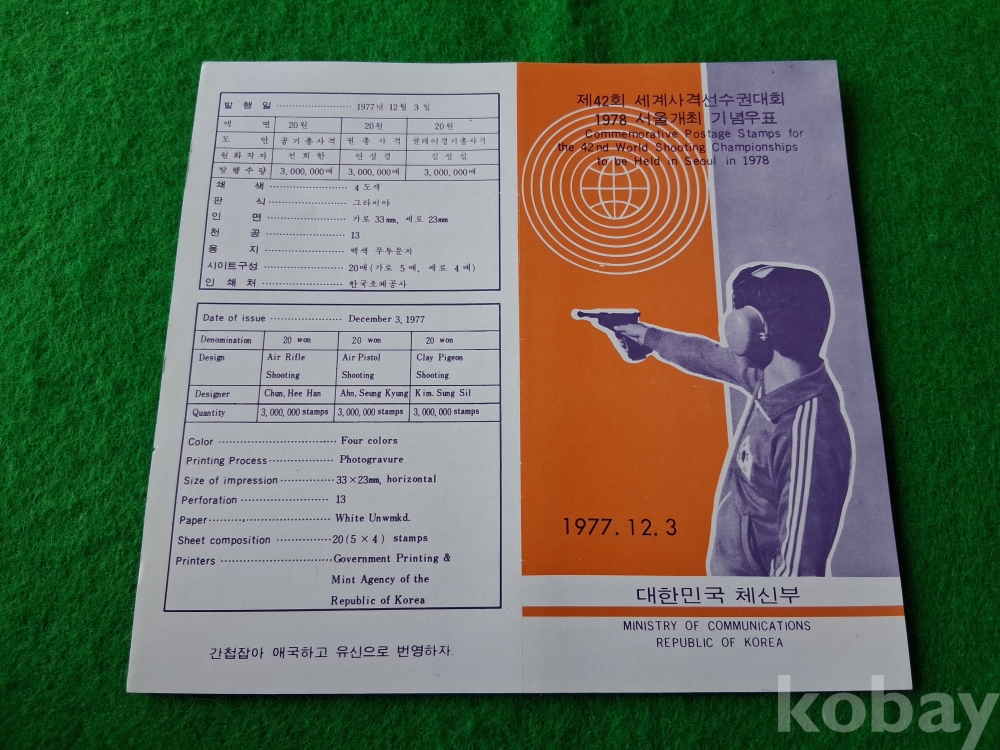 발 행 일 ···················· 1977년 12월 3일
액 면 20원 20원 20원
도 안 공기총사격 권총사격 클레이경기총사격
원화작자 전희한 안성경 김성실
발행수량 3,000,000매 3,000,000매 3,000,000매
쇄 색 ···················· 4도색
판 식 ···················· 그라비아
인 면 ···················· 가로 33mm, 세로 23mm
천 공 ···················· 13
용 지 ···················· 백색 무투문지
시이트구성 ···················· 20매(가로 5매, 세로 4매)
인 쇄 처 ···················· 한국조폐공사
Date of issue ···················· December 3, 1977
Denomination 20 won 20 won 20 won
Design Air Rifle Air Pistol Clay Pigeon
Shooting Shooting Shooting
Designer Chun, Hee Han Ahn, Seung Kyung Kim, Sung Sil
Quantity 3,000,000 stamps 3,000,000 stamps 3,000,000 stamps
Color ···················· Four colors
Printing Process ···················· Photogravure
Size of impression ···················· 33×23mm, horizontal
Perforation ···················· 13
Paper ···················· White Unwmkd.
Sheet composition ···················· 20(5×4) stamps
Printers ···················· Government Printing &
Mint Agency of the
Republic of Korea
간첩잡아 애국하고 유신으로 번영하자.
제42회 세계사격선수권대회
1978 서울개최 기념우표
Commemorative Postage Stamps for
the 42nd World Shooting Championships
to be Held in Seoul in 1978
1977.12.3
대한민국 체신부
MINISTRY OF COMMUNICATIONS
REPUBLIC OF KOREA
kobay